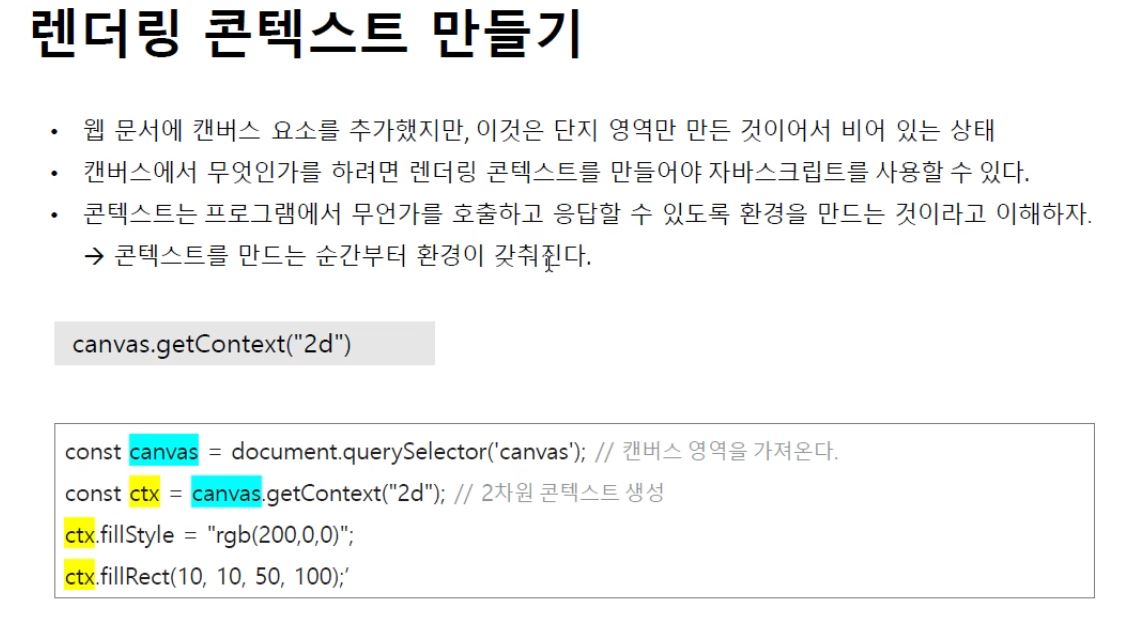 렌더링 콘텍스트 만들기
• 웹 문서에 캔버스 요소를 추가했지만, 이것은 단지 영역만 만든 것이어서 비어 있는 상태
• 캔버스에서 무엇인가를 하려면 렌더링 콘텍스트를 만들어야 자바스크립트를 사용할 수 있다.
• 콘텍스트는 프로그램에서 무언가를 호출하고 응답할 수 있도록 환경을 만드는 것이라고 이해하자.
→ 콘텍스트를 만드는 순간부터 환경이 갖춰진다.
canvas.getContext("2d")
const canvas = document.querySelector('canvas'); // 캔버스 영역을 가져온다.
const ctx = canvas.getContext("2d"); // 2차원 콘텍스트 생성
ctx.fillStyle = "rgb(200,0,0)";
ctx.fillRect(10, 10, 50, 100);’